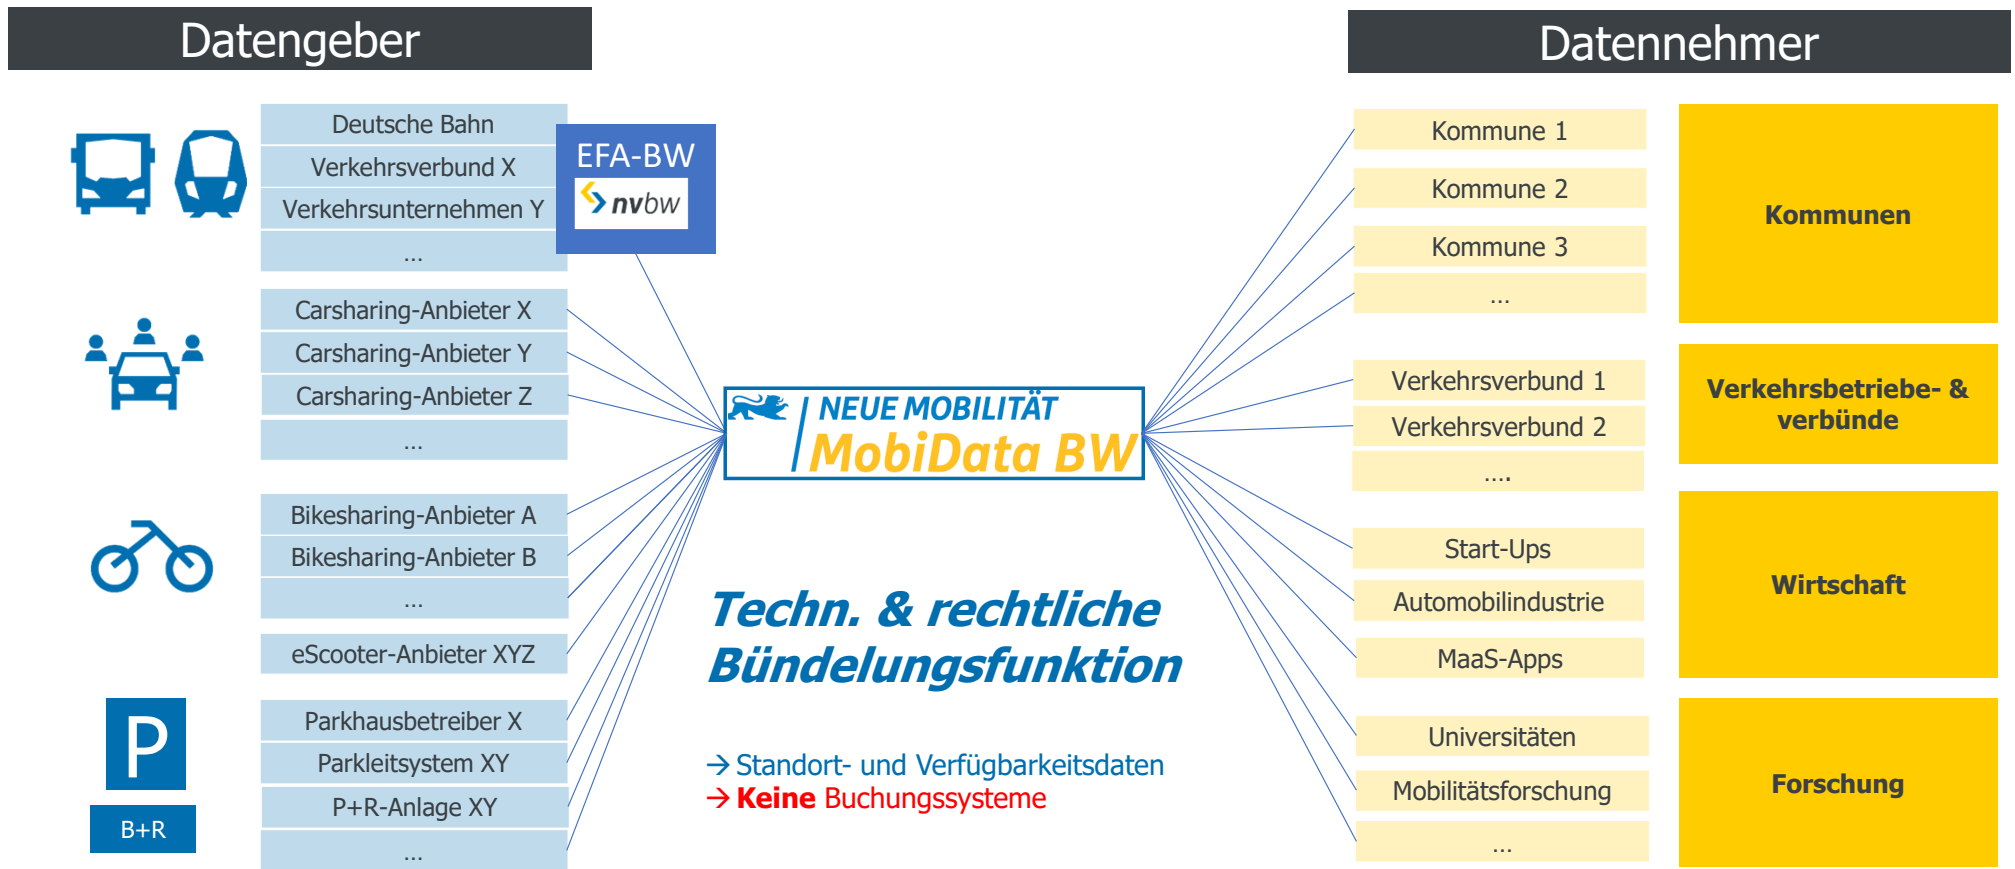 Datengeber
Datennehmer
Deutsche Bahn
Verkehrsverbund X
Verkehrsunternehmen Y
…
EFA-BW
nvbw
Carsharing-Anbieter X
Carsharing-Anbieter Y
Carsharing-Anbieter Z
…
Bikesharing-Anbieter A
Bikesharing-Anbieter B
…
eScooter-Anbieter XYZ
P
B+R
Parkhausbetreiber X
Parkleitsystem XY
P+R-Anlage XY
…
NEUE MOBILITÄT
MobiData BW
Techn. & rechtliche
Bündelungsfunktion
→ Standort- und Verfügbarkeitsdaten
→ Keine Buchungssysteme
Kommune 1
Kommune 2
Kommune 3
…
Kommunen
Verkehrsverbund 1
Verkehrsverbund 2
….
Verkehrsbetriebe- &
verbünde
Start-Ups
Automobilindustrie
MaaS-Apps
Wirtschaft
Universitäten
Mobilitätsforschung
…
Forschung